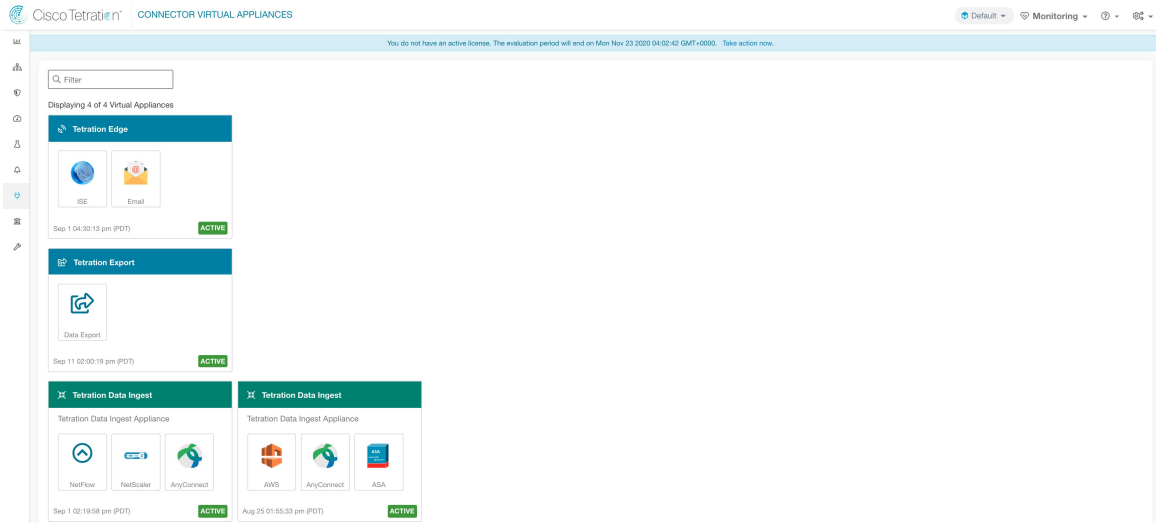 Cisco Tetration™ CONNECTOR VIRTUAL APPLIANCES Default Monitoring
You do not have an active license. The evaluation period will end on Mon Nov 23 2020 04:02:42 GMT+0000. Take action now.
Filter
Displaying 4 of 4 Virtual Appliances
Tetration Edge
@
ISE Email
Sep 1 04:30:13 pm (PDT) ACTIVE
Tetration Export
Data Export
Sep 11 02:00:19 pm (PDT) ACTIVE
Tetration Data Ingest
Tetration Data Ingest Appliance
NetFlow NetScaler AnyConnect
Sep 1 02:19:58 pm (PDT) ACTIVE
Tetration Data Ingest
Tetration Data Ingest Appliance
ASA
AWS AnyConnect ASA
Aug 25 01:55:33 pm (PDT) ACTIVE